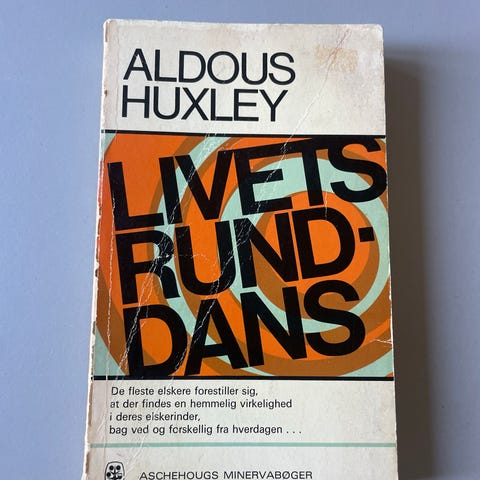 ALDOUS
HUXLEY
LIVETS
RUND-
DANS
De fleste elskere forestiller sig,
at der findes en hemmelig virkelighed
i deres elskerinder,
bag ved og forskellig fra hverdagen . . .
ASCHEHOUGS MINERVABØGER